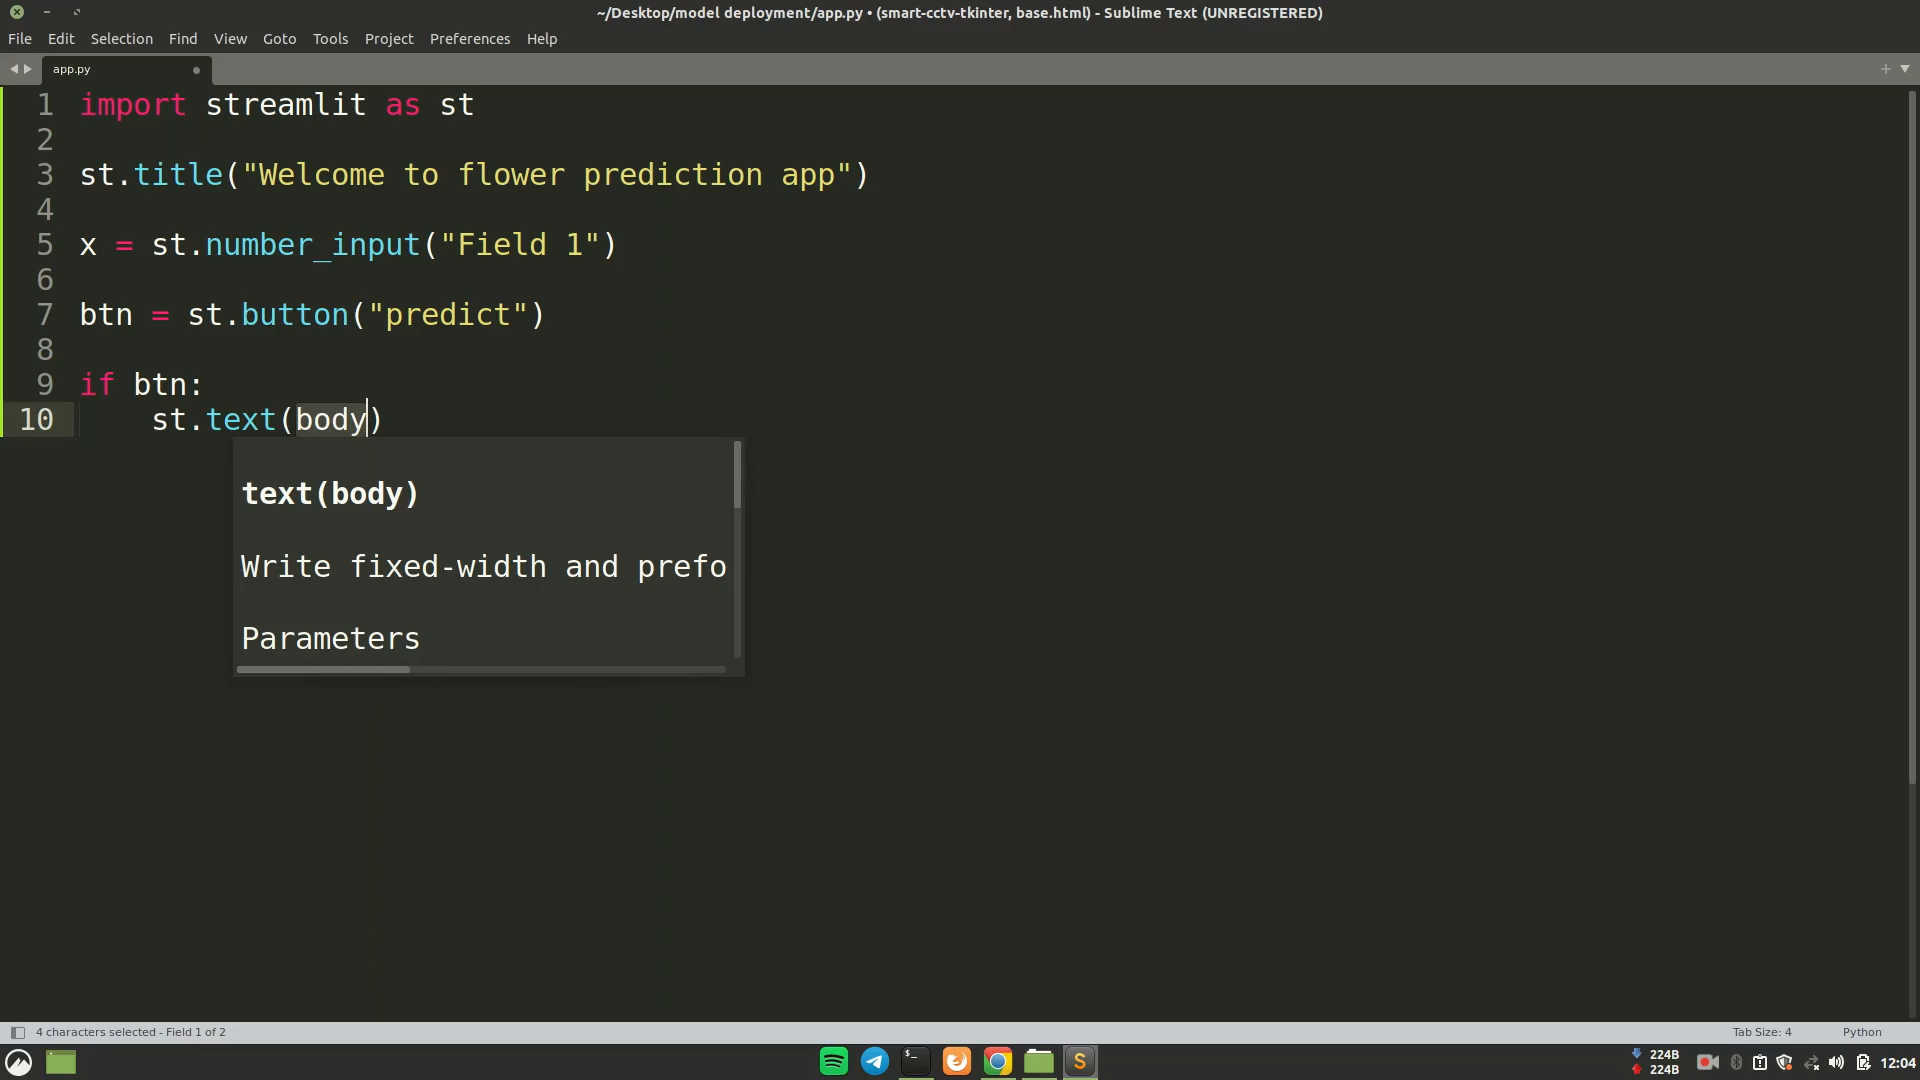 ~/Desktop/model deployment/app.py • (smart-cctv-tkinter, base.html) - Sublime Text (UNREGISTERED)
File Edit Selection Find View Goto Tools Project Preferences Help
app.py
1 import streamlit as st
2
3 st.title("Welcome to flower prediction app")
4
5 x = st.number_input("Field 1")
6
7 btn = st.button("predict")
8
9 if btn:
10 st.text(body)
text(body)
Write fixed-width and prefo
Parameters
4 characters selected - Field 1 of 2 Tab Size: 4 Python
224B
224B
12:04